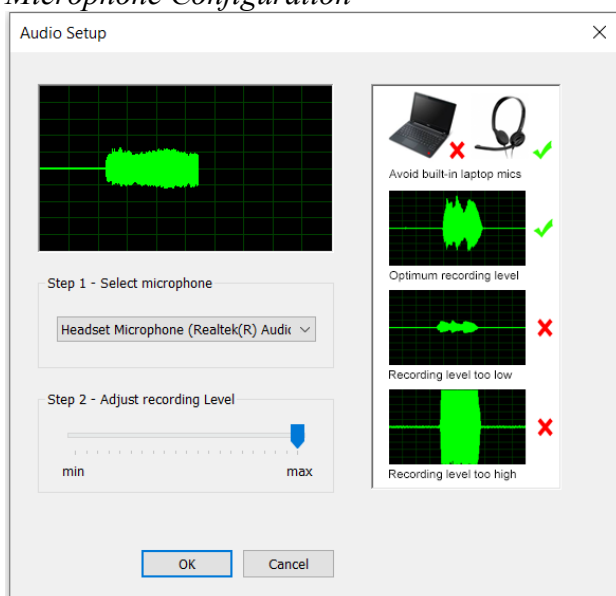 Microphone Configuration
Audio Setup
Step 1 - Select microphone
Headset Microphone (Realtek(R) Audic
Step 2 - Adjust recording Level
min max
OK Cancel
Avoid built-in laptop mics
Optimum recording level
Recording level too low
Recording level too high